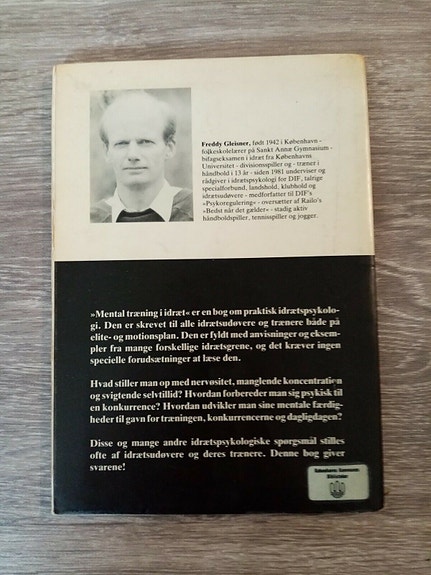 Freddy Gleisner, født 1942 i København -
folkeskolelærer på Sankt Annæ Gymnasium -
bifagseksamen i idræt fra Københavns
Universitet - divisionsspiller og - træner i
håndbold i 13 år - siden 1981 underviser og
rådgiver i idrætspsykologi for DIF, talrige
specialforbund, landshold, klubhold og
idrætsudøvere - medforfatter til DIF's
»Psykoregulering« - oversætter af Railo's
»Bedst når det gælder« - stadig aktiv
håndboldspiller, tennisspiller og jogger.
»Mental træning i idræt« er en bog om praktisk idrætspsykolo-
gi. Den er skrevet til alle idrætsudøvere og trænere både på
elite- og motionsplan. Den er fyldt med anvisninger og eksem-
pler fra mange forskellige idrætsgrene, og det kræver ingen
specielle forudsætninger at læse den.
Hvad stiller man op med nervøsitet, manglende koncentration
og svigtende selvtillid? Hvordan forbereder man sig psykisk til
en konkurrence? Hvordan udvikler man sine mentale færdig-
heder til gavn for træningen, konkurrencerne og dagligdagen?
Disse og mange andre idrætspsykologiske spørgsmål stilles
ofte af idrætsudøvere og deres trænere. Denne bog giver
svarene!
Københavns Kommunes
Biblioteker